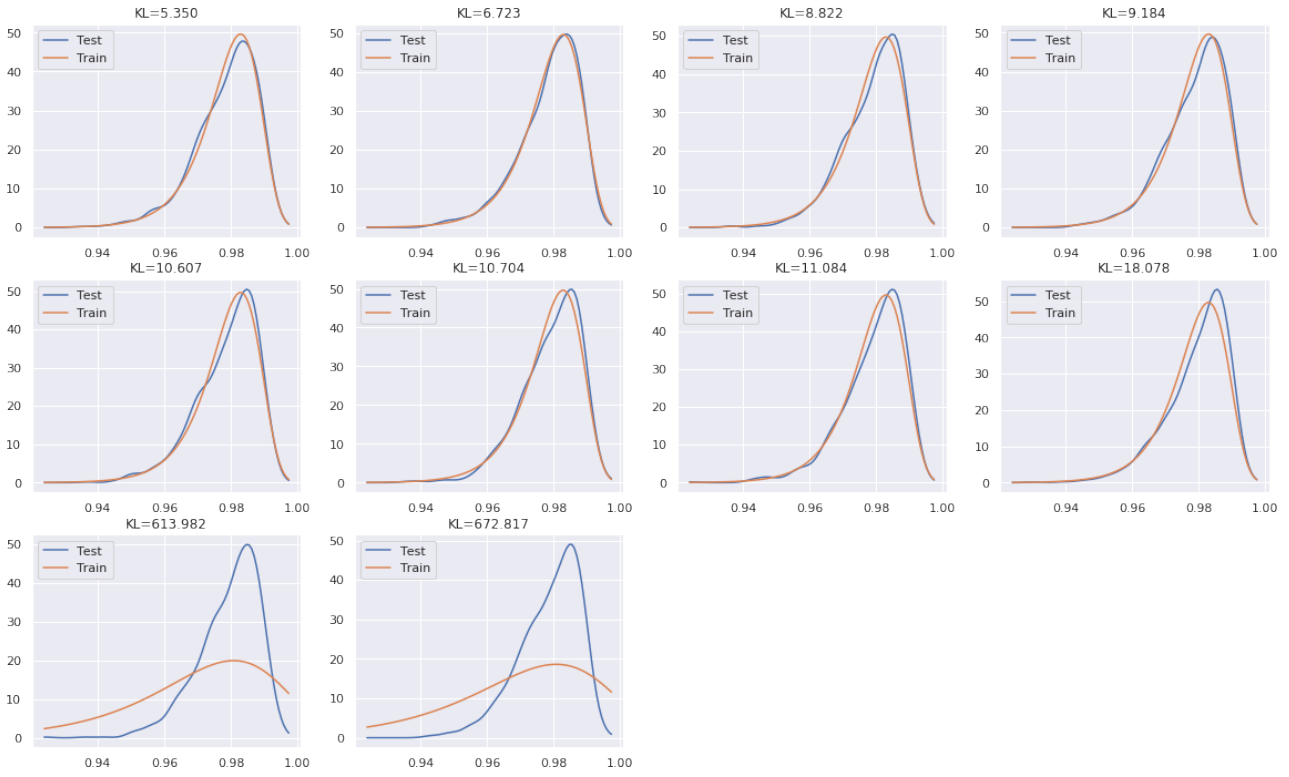 KL=5.350 KL=6.723 KL=8.822 KL=9.184
50 Test 50 Test 50 Test 50 Test
Train Train Train Train
40 40 40 40
30 30 30 30
20 20 20 20
10 10 10 10
0 0 0 0
0.94 0.96 0.98 1.00 0.94 0.96 0.98 1.00 0.94 0.96 0.98 1.00 0.94 0.96 0.98 1.00
KL=10.607 KL=10.704 KL=11.084 KL=18.078
50 Test 50 Test 50 Test 50 Test
Train Train Train Train
40 40 40 40
30 30 30 30
20 20 20 20
10 10 10 10
0 0 0 0
0.94 0.96 0.98 1.00 0.94 0.96 0.98 1.00 0.94 0.96 0.98 1.00 0.94 0.96 0.98 1.00
KL=613.982 KL=672.817
50 Test 50 Test
Train Train
40 40
30 30
20 20
10 10
0 0
0.94 0.96 0.98 1.00 0.94 0.96 0.98 1.00